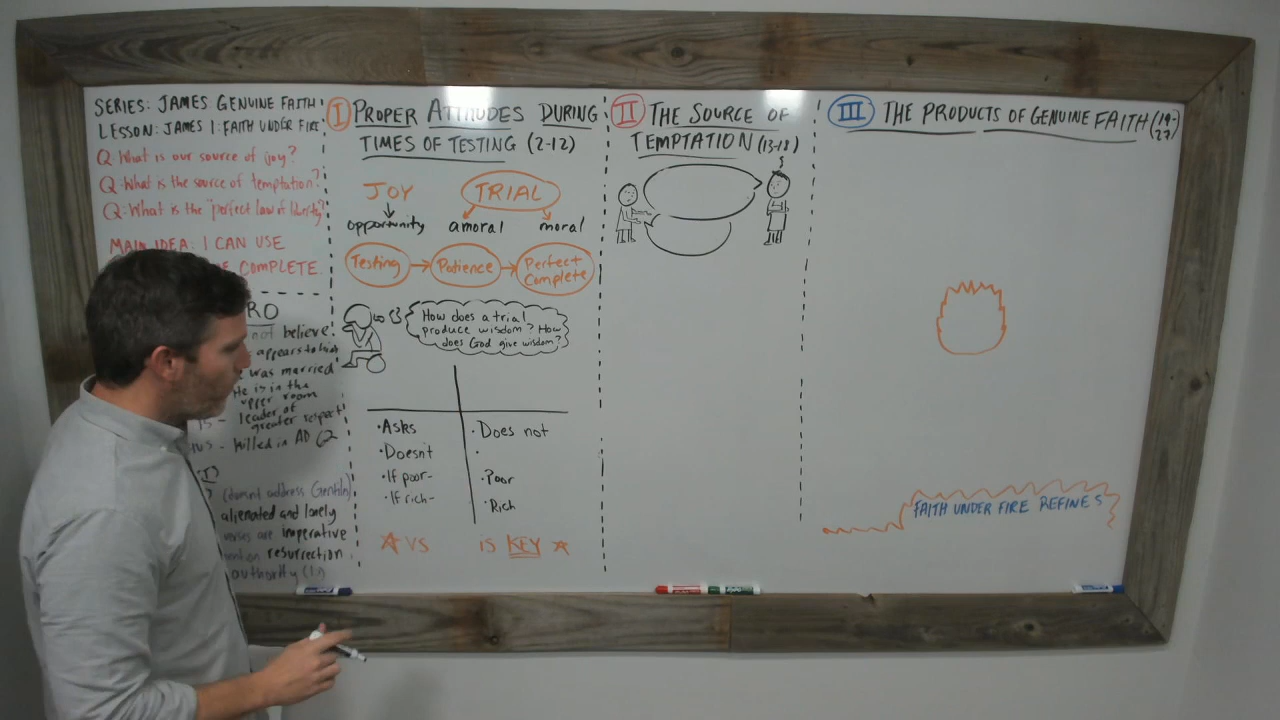 SERIES: JAMES GENUINE FAITH
LESSON: JAMES 1: FAITH UNDER FIRE
Q: What is our source of joy?
Q: What is the source of temptation?
Q: What is the "perfect law of liberty?
MAIN IDEA: I CAN USE
COMPLETE.
believe
appears to him
was married
He is in the
upper room
leader of
greater respect
killed in AD 62
(doesn't address Gentiles)
alienated and lonely
verses are imperative
resurrection
authority (1:1)
I PROPER ATTITUDES DURING
TIMES OF TESTING (2-12)
JOY TRIAL
opportunity amoral moral
Testing → Patience → Perfect
Complete
How does a trial
produce wisdom? How
does God give wisdom?
• Asks • Does not
• Doesn't •
• If poor- • Poor
• If rich- • Rich
☆ VS IS KEY ☆
II THE SOURCE OF
TEMPTATION (13-18)
III THE PRODUCTS OF GENUINE FAITH (19-
27)
FAITH UNDER FIRE REFINES